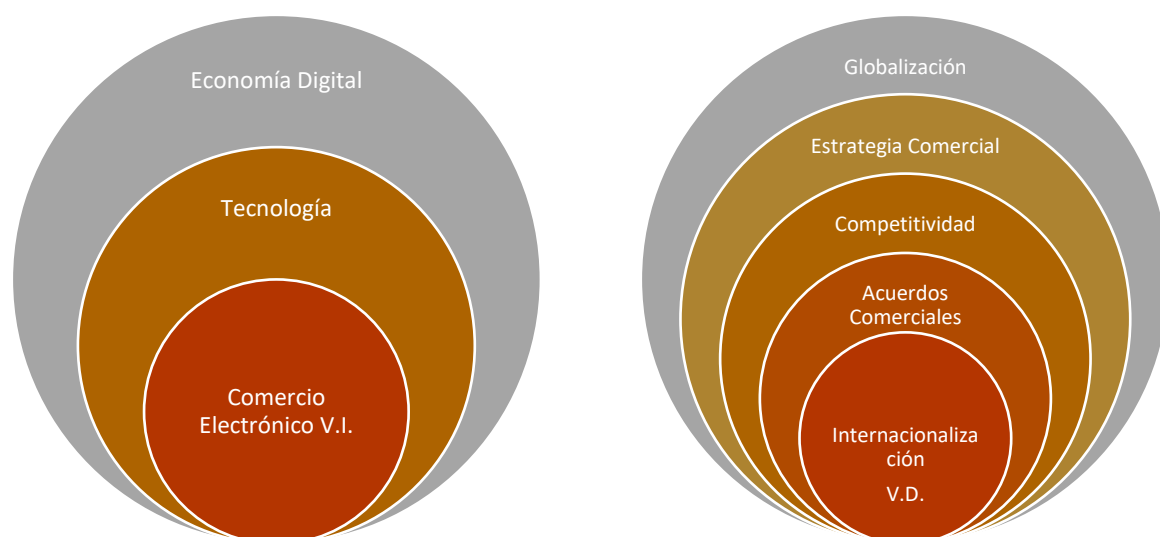 Economía Digital
Tecnología
Comercio
Electrónico V.I.
Globalización
Estrategia Comercial
Competitividad
Acuerdos
Comerciales
Internacionaliza
ción
V.D.